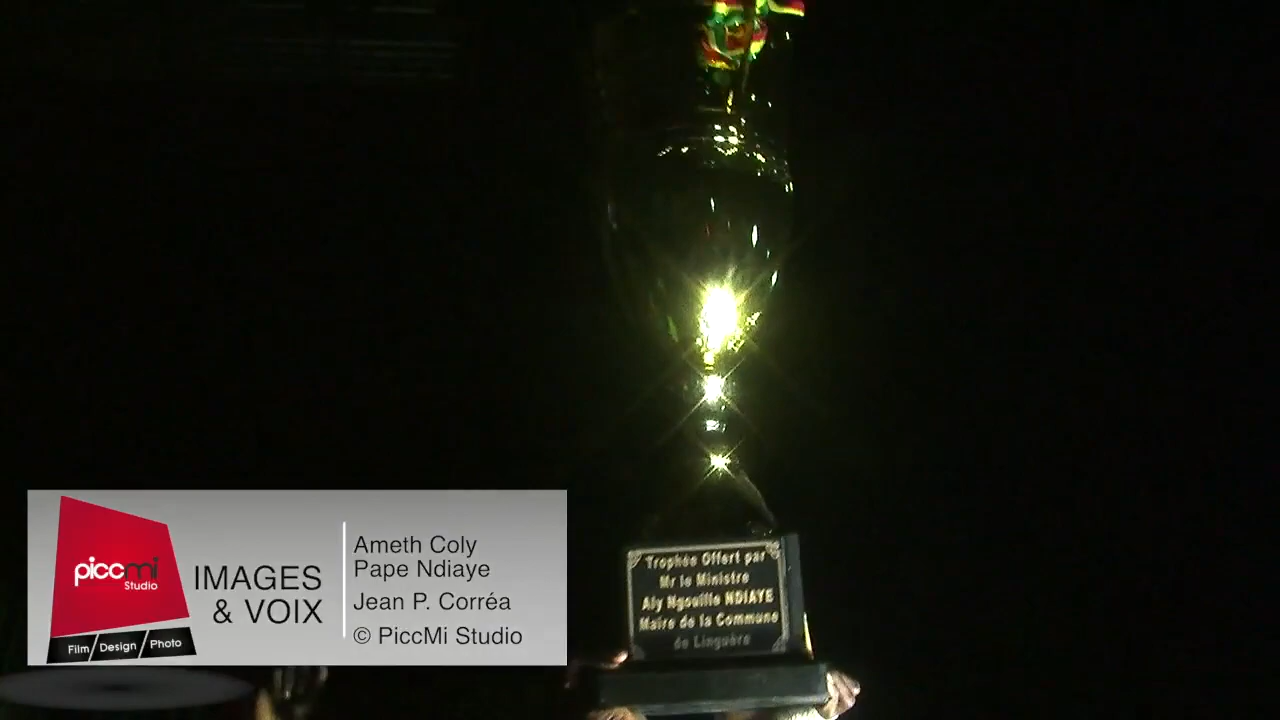 Trophée Offert par
Mr le Ministre
Aly Ngouille NDIAYE
Maire de la Commune
de Linguère
piccmi
Studio
Film / Design / Photo
IMAGES
& VOIX
Ameth Coly
Pape Ndiaye
Jean P. Corréa
© PiccMi Studio